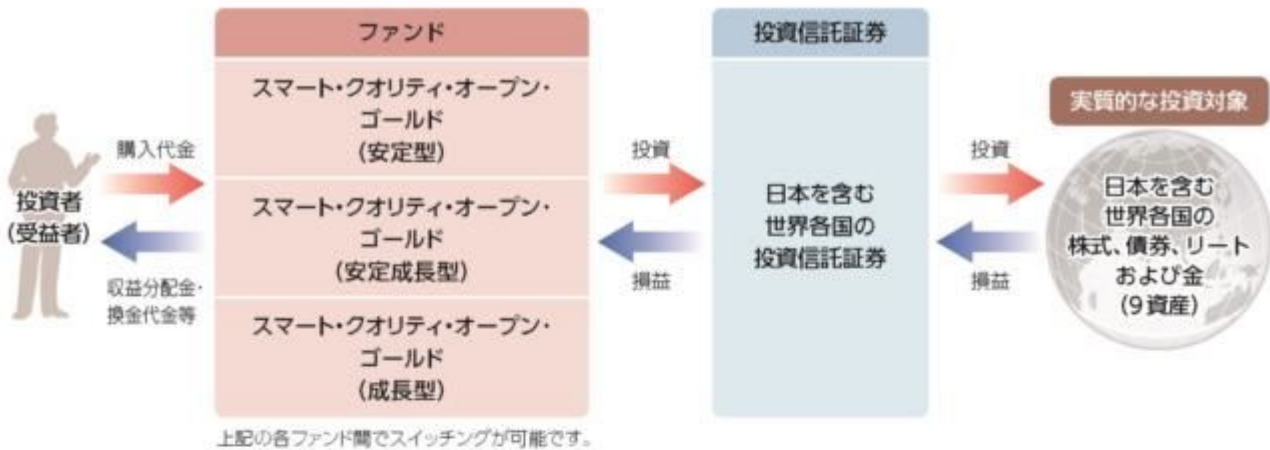 投資者
(受益者)
購入代金
収益分配金・
換金代金等
ファンド
スマート・クオリティ・オープン・
ゴールド
(安定型)
スマート・クオリティ・オープン・
ゴールド
(安定成長型)
スマート・クオリティ・オープン・
ゴールド
(成長型)
上記の各ファンド間でスイッチングが可能です。
投資
損益
投資信託証券
日本を含む
世界各国の
投資信託証券
投資
損益
実質的な投資対象
日本を含む
世界各国の
株式、債券、リート
および金
(9資産)